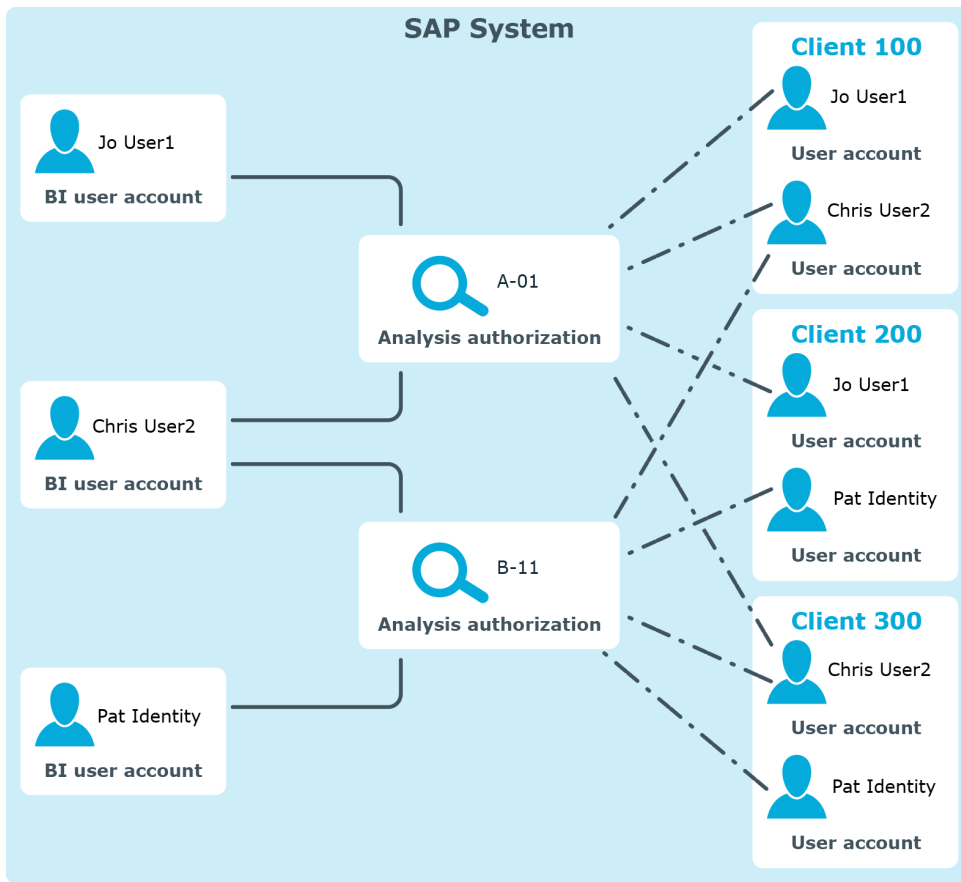 SAP System
Jo User1
BI user account
Chris User2
BI user account
Pat Identity
BI user account
A-01
Analysis authorization
B-11
Analysis authorization
Client 100
Jo User1
User account
Chris User2
User account
Client 200
Jo User1
User account
Pat Identity
User account
Client 300
Chris User2
User account
Pat Identity
User account